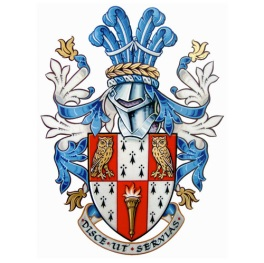 DISCE · UT · SERVIAS